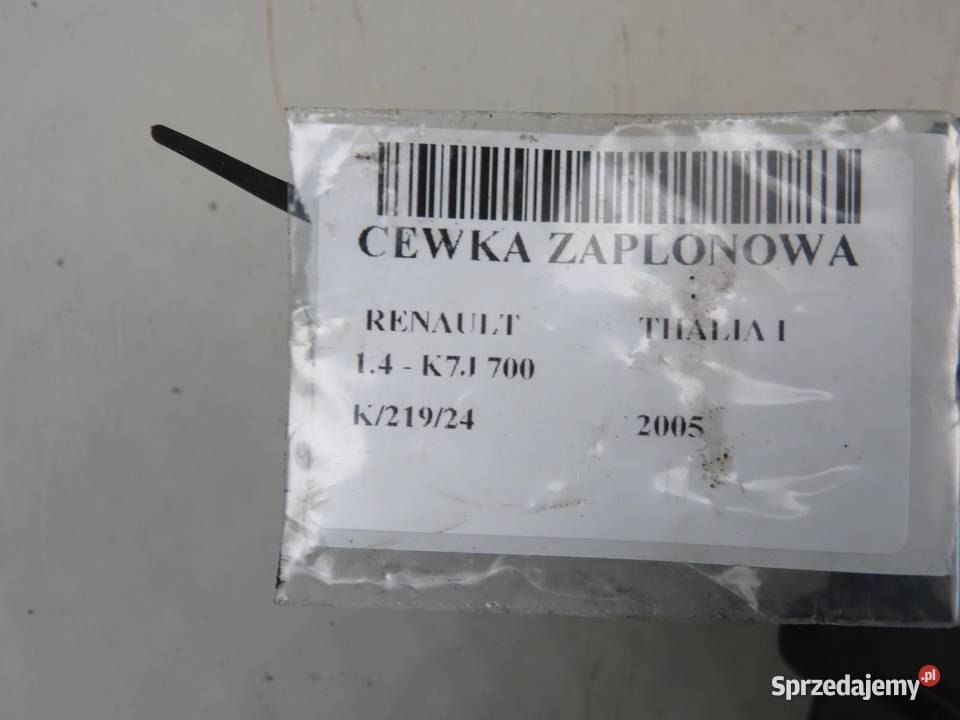 CEWKA ZAPLONOWA
RENAULT THALIA I
1.4 - K7J 700
K/219/24 2005
Sprzedajemy.pl